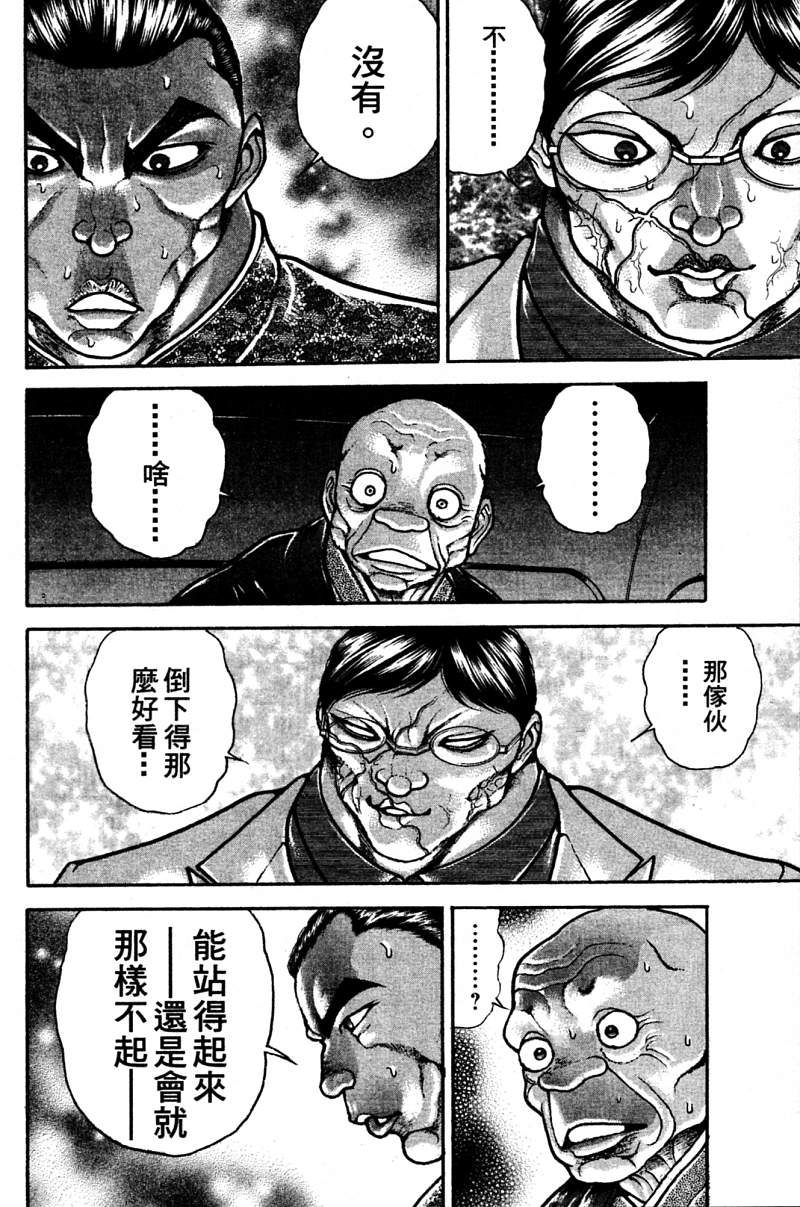 不………
沒有。
………
……啥……
那傢伙
……
倒下得那
麼好看…
………?
能站得起來
——還是會就
那樣不起——